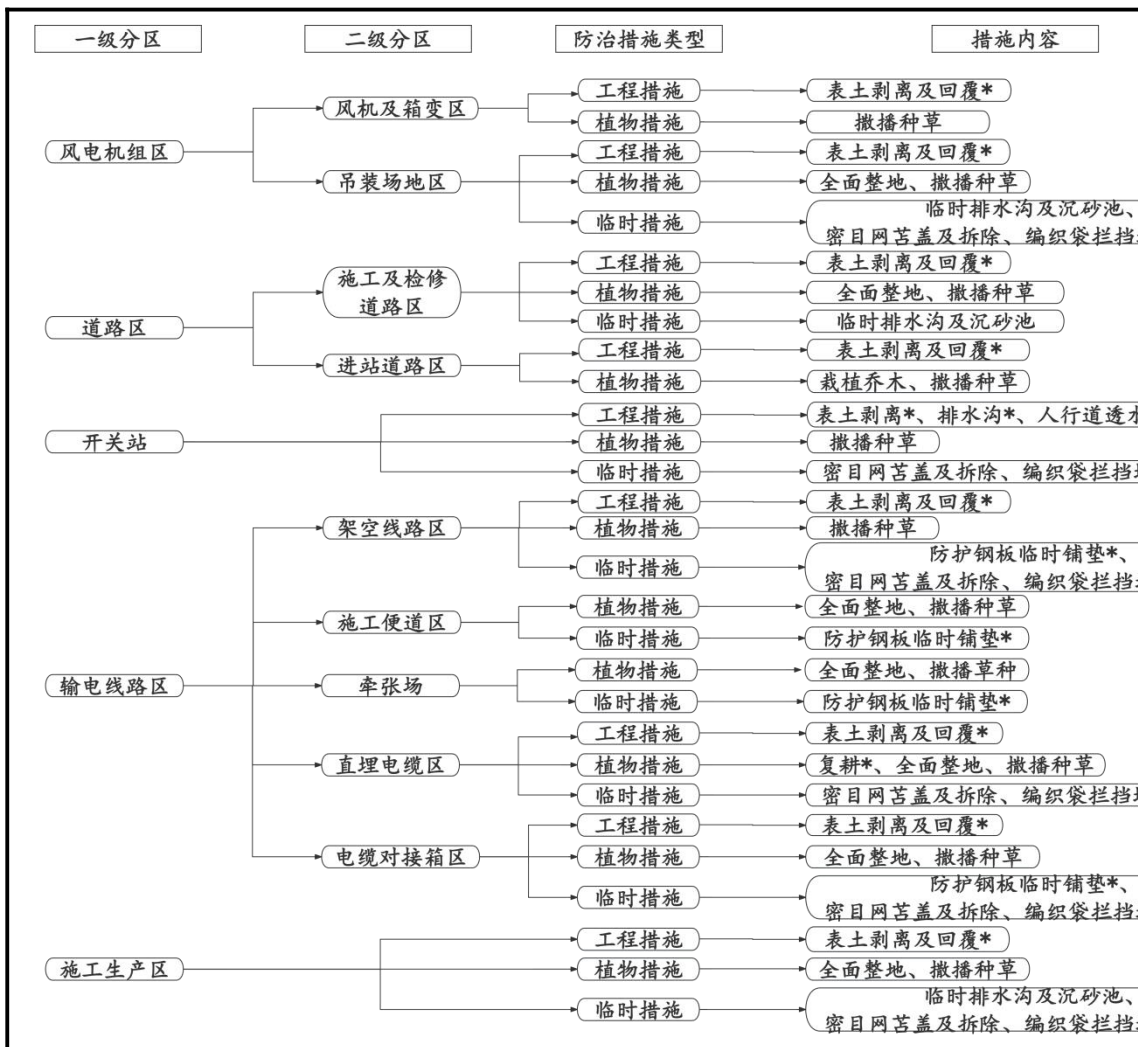 一级分区 二级分区 防治措施类型 措施内容
工程措施 表土剥离及回覆*
风机及箱变区
植物措施 撒播种草
风电机组区
工程措施 表土剥离及回覆*
吊装场地区 植物措施 全面整地、撒播种草
临时措施 临时排水沟及沉砂池、
密目网苫盖及拆除、编织袋拦挡
工程措施 表土剥离及回覆*
施工及检修
道路区
植物措施 全面整地、撒播种草
道路区 临时措施 临时排水沟及沉砂池
工程措施 表土剥离及回覆*
进站道路区
植物措施 栽植乔木、撒播种草
工程措施 表土剥离*、排水沟*、人行道透水
开关站 植物措施 撒播种草
临时措施 密目网苫盖及拆除、编织袋拦挡
工程措施 表土剥离及回覆*
架空线路区 植物措施 撒播种草
临时措施 防护钢板临时铺垫*、
密目网苫盖及拆除、编织袋拦挡
植物措施 全面整地、撒播种草
施工便道区
临时措施 防护钢板临时铺垫*
植物措施 全面整地、撒播草种
输电线路区 牵张场
临时措施 防护钢板临时铺垫*
工程措施 表土剥离及回覆*
直埋电缆区 植物措施 复耕*、全面整地、撒播种草
临时措施 密目网苫盖及拆除、编织袋拦挡
工程措施 表土剥离及回覆*
电缆对接箱区 植物措施 全面整地、撒播种草
临时措施 防护钢板临时铺垫*、
密目网苫盖及拆除、编织袋拦挡
工程措施 表土剥离及回覆*
施工生产区 植物措施 全面整地、撒播种草
临时措施 临时排水沟及沉砂池、
密目网苫盖及拆除、编织袋拦挡